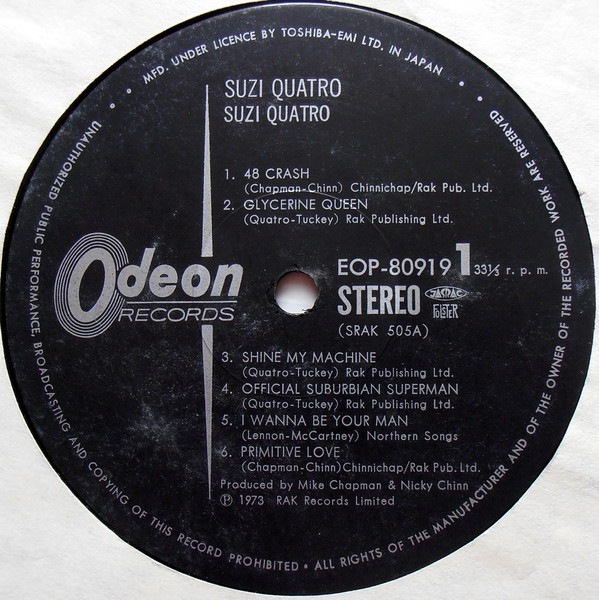 MFD. UNDER LICENCE BY TOSHIBA-EMI LTD. IN JAPAN
SUZI QUATRO
SUZI QUATRO
1. 48 CRASH
(Chapman-Chinn) Chinnichap/Rak Pub. Ltd.
2. GLYCERINE QUEEN
(Quatro-Tuckey) Rak Publishing Ltd.
Odeon
RECORDS
EOP-80919 1 33⅓ r. p. m.
STEREO JASRAC
(SRAK 505A)
3. SHINE MY MACHINE
(Quatro-Tuckey) Rak Publishing Ltd.
4. OFFICIAL SUBURBIAN SUPERMAN
(Quatro-Tuckey) Rak Publishing Ltd.
5. I WANNA BE YOUR MAN
(Lennon-McCartney) Northern Songs
6. PRIMITIVE LOVE
(Chapman-Chinn)Chinnichap/Rak Pub. Ltd.
Produced by Mike Chapman & Nicky Chinn
℗ 1973 RAK Records Limited
UNAUTHORIZED PUBLIC PERFORMANCE, BROADCASTING AND COPYING OF THIS RECORD PROHIBITED • ALL RIGHTS OF THE MANUFACTURER AND OF THE OWNER OF THE RECORDED WORK ARE RESERVED